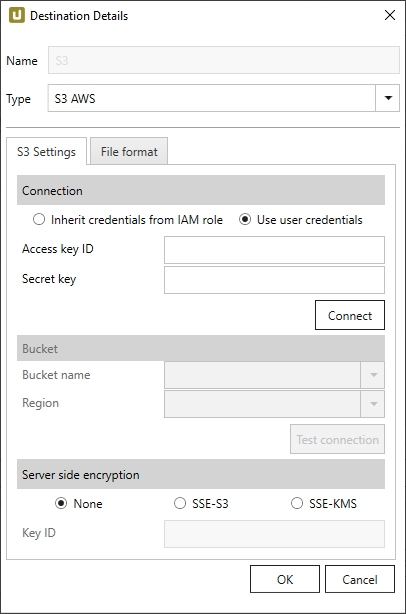 Destination Details
Name S3
Type S3 AWS
S3 Settings File format
Connection
Inherit credentials from IAM role Use user credentials
Access key ID
Secret key
Connect
Bucket
Bucket name
Region
Test connection
Server side encryption
None SSE-S3 SSE-KMS
Key ID
OK Cancel